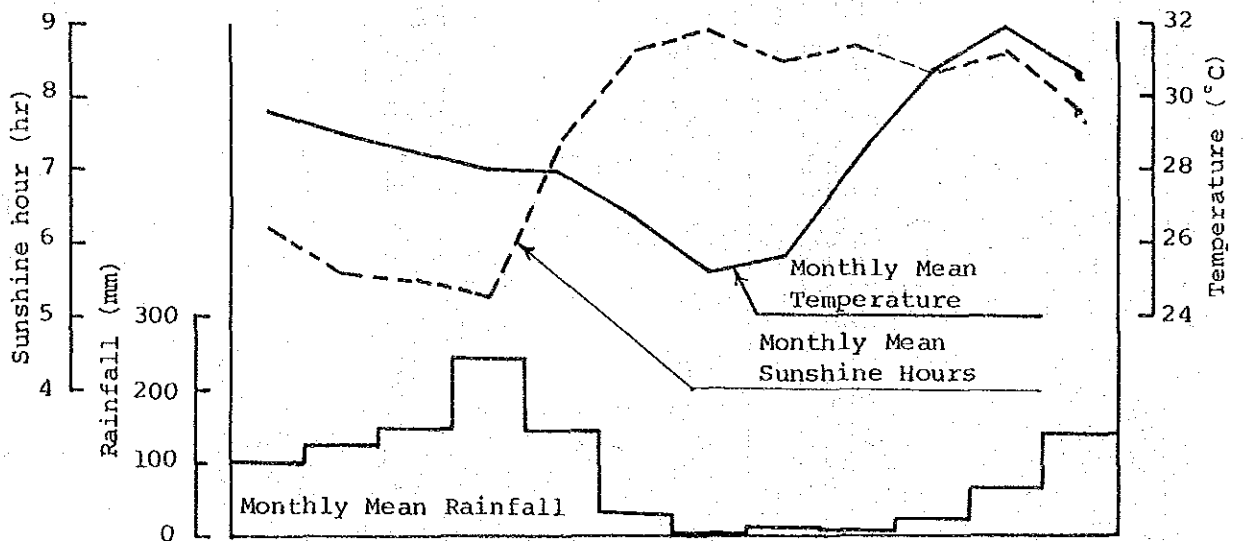 Sunshine hour (hr)
9
8
7
6
5
4
Rainfall (mm)
300
200
100
0
Monthly Mean
Temperature
Monthly Mean
Sunshine Hours
Monthly Mean Rainfall
32
30
28
26
24
Temperature (°C)